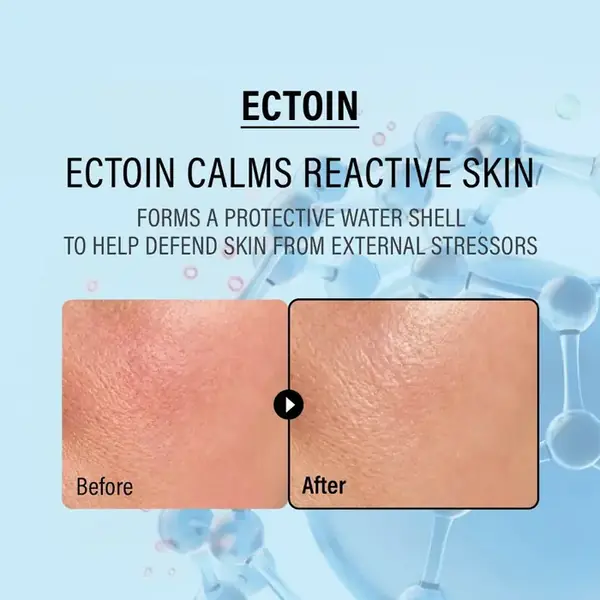 ECTOIN
ECTOIN CALMS REACTIVE SKIN
FORMS A PROTECTIVE WATER SHELL
TO HELP DEFEND SKIN FROM EXTERNAL STRESSORS
Before
After